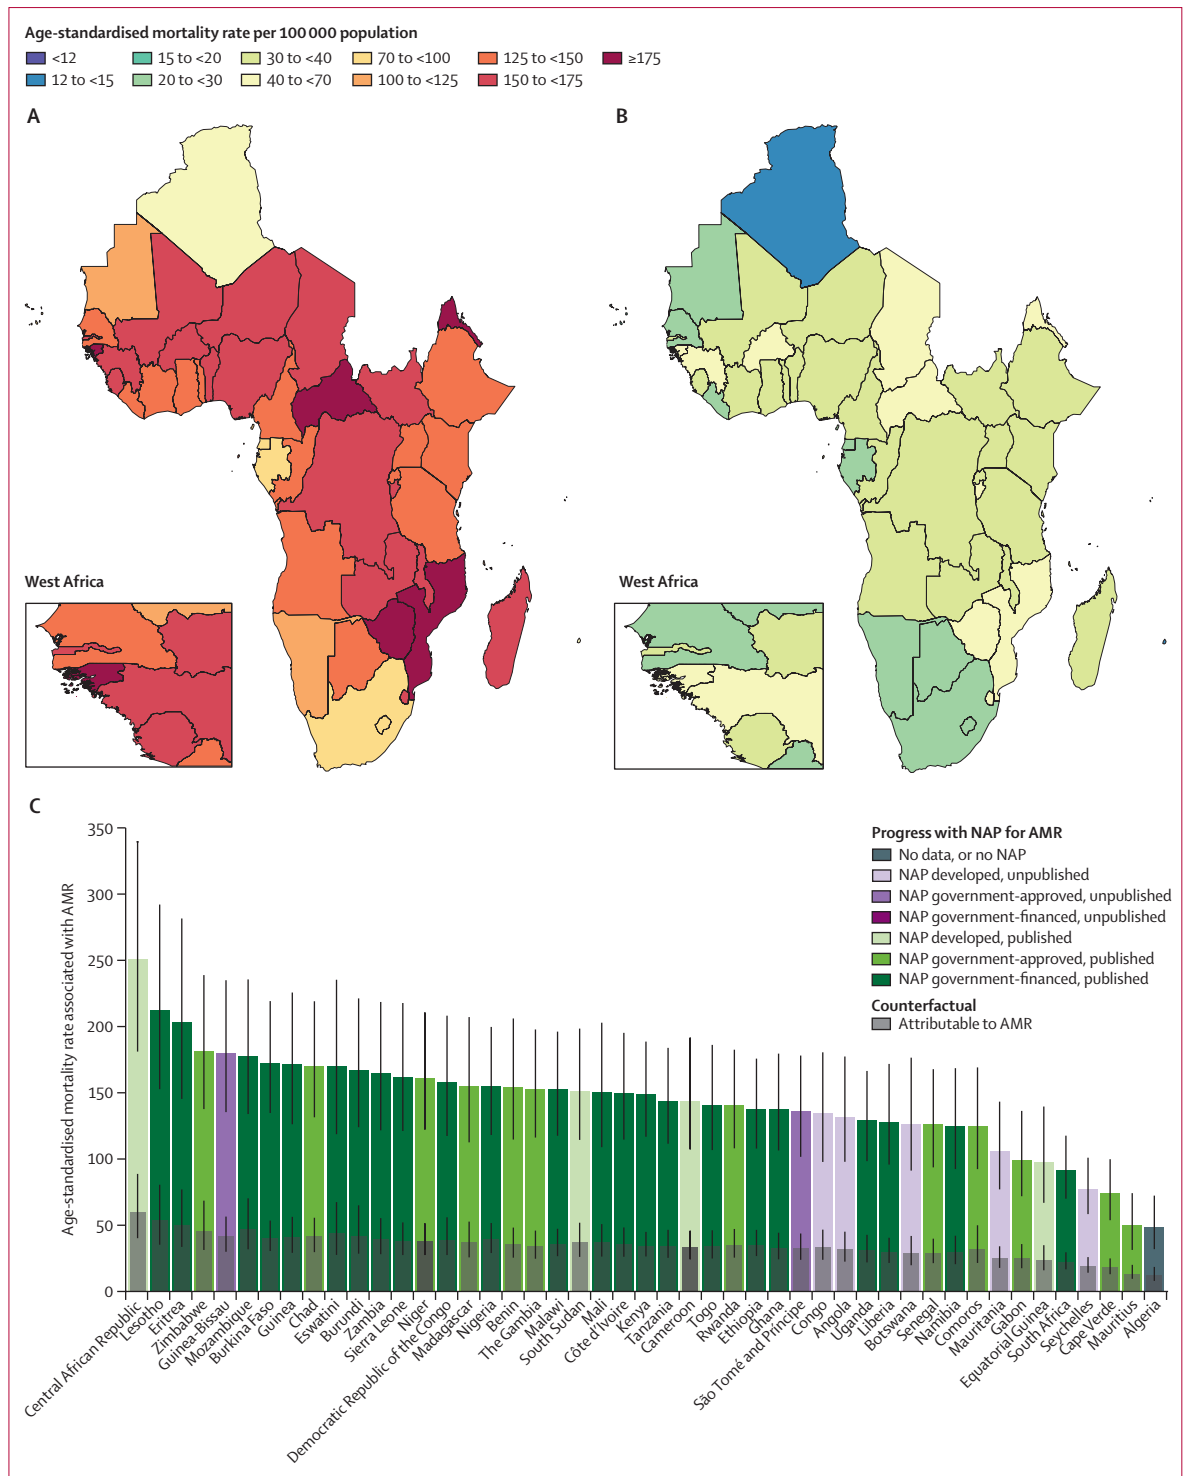 Age-standardised mortality rate per 100 000 population
<12
15 to <20
30 to <40
70 to <100
125 to <150
≥175
12 to <15
20 to <30
40 to <70
100 to <125
150 to <175
A
B
West Africa
West Africa
C
350
300
250
200
150
100
50
0
Age-standardised mortality rate associated with AMR
Progress with NAP for AMR
No data, or no NAP
NAP developed, unpublished
NAP government-approved, unpublished
NAP government-financed, unpublished
NAP developed, published
NAP government-approved, published
NAP government-financed, published
Counterfactual
Attributable to AMR
Central African Republic
Lesotho
Eritrea
Zimbabwe
Guinea-Bissau
Mozambique
Burkina Faso
Guinea
Chad
Eswatini
Burundi
Zambia
Sierra Leone
Niger
Democratic Republic of the Congo
Madagascar
Nigeria
Benin
The Gambia
Malawi
South Sudan
Mali
Côte d'Ivoire
Kenya
Tanzania
Cameroon
Togo
Rwanda
Ethiopia
Ghana
São Tomé and Príncipe
Congo
Angola
Uganda
Liberia
Botswana
Senegal
Namibia
Comoros
Mauritania
Gabon
Equatorial Guinea
South Africa
Seychelles
Cape Verde
Mauritius
Algeria